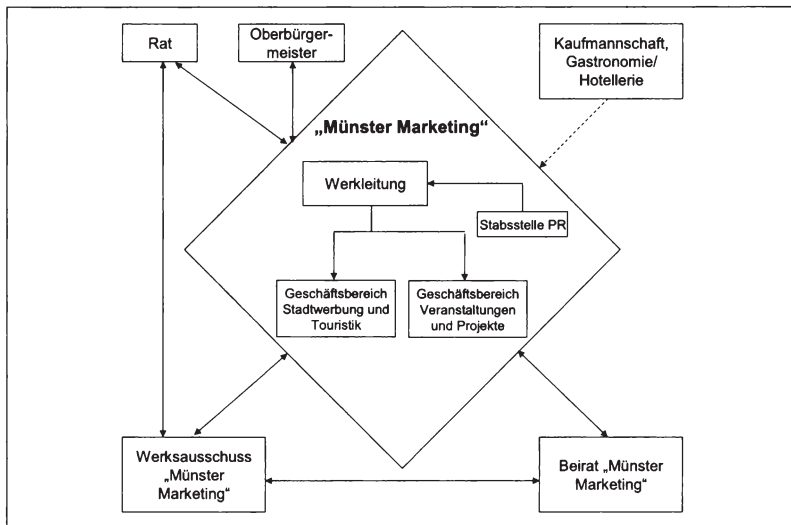 Rat
Oberbürger-
meister
Kaufmannschaft,
Gastronomie/
Hotellerie
„Münster Marketing“
Werkleitung
Stabsstelle PR
Geschäftsbereich
Stadtwerbung und
Touristik
Geschäftsbereich
Veranstaltungen
und Projekte
Werksausschuss
„Münster
Marketing“
Beirat „Münster
Marketing“